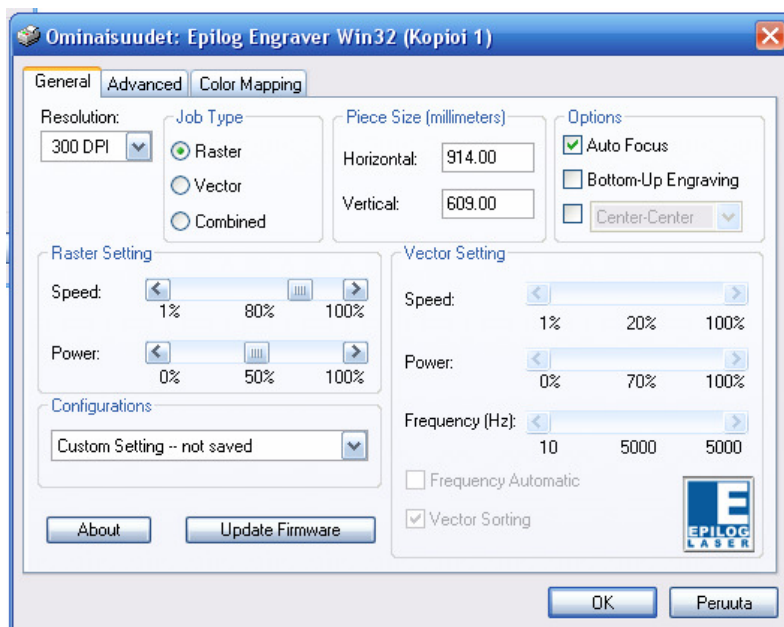 Ominaisuudet: Epilog Engraver Win32 (Kopioi 1)
General Advanced Color Mapping
Resolution:
300 DPI
Job Type
Raster
Vector
Combined
Piece Size (millimeters)
Horizontal: 914.00
Vertical: 609.00
Options
Auto Focus
Bottom-Up Engraving
Center-Center
Raster Setting
Speed:
1% 80% 100%
Power:
0% 50% 100%
Configurations
Custom Setting -- not saved
About Update Firmware
Vector Setting
Speed:
1% 20% 100%
Power:
0% 70% 100%
Frequency (Hz):
10 5000 5000
Frequency Automatic
Vector Sorting
EPILOG
LASER
OK Peruuta